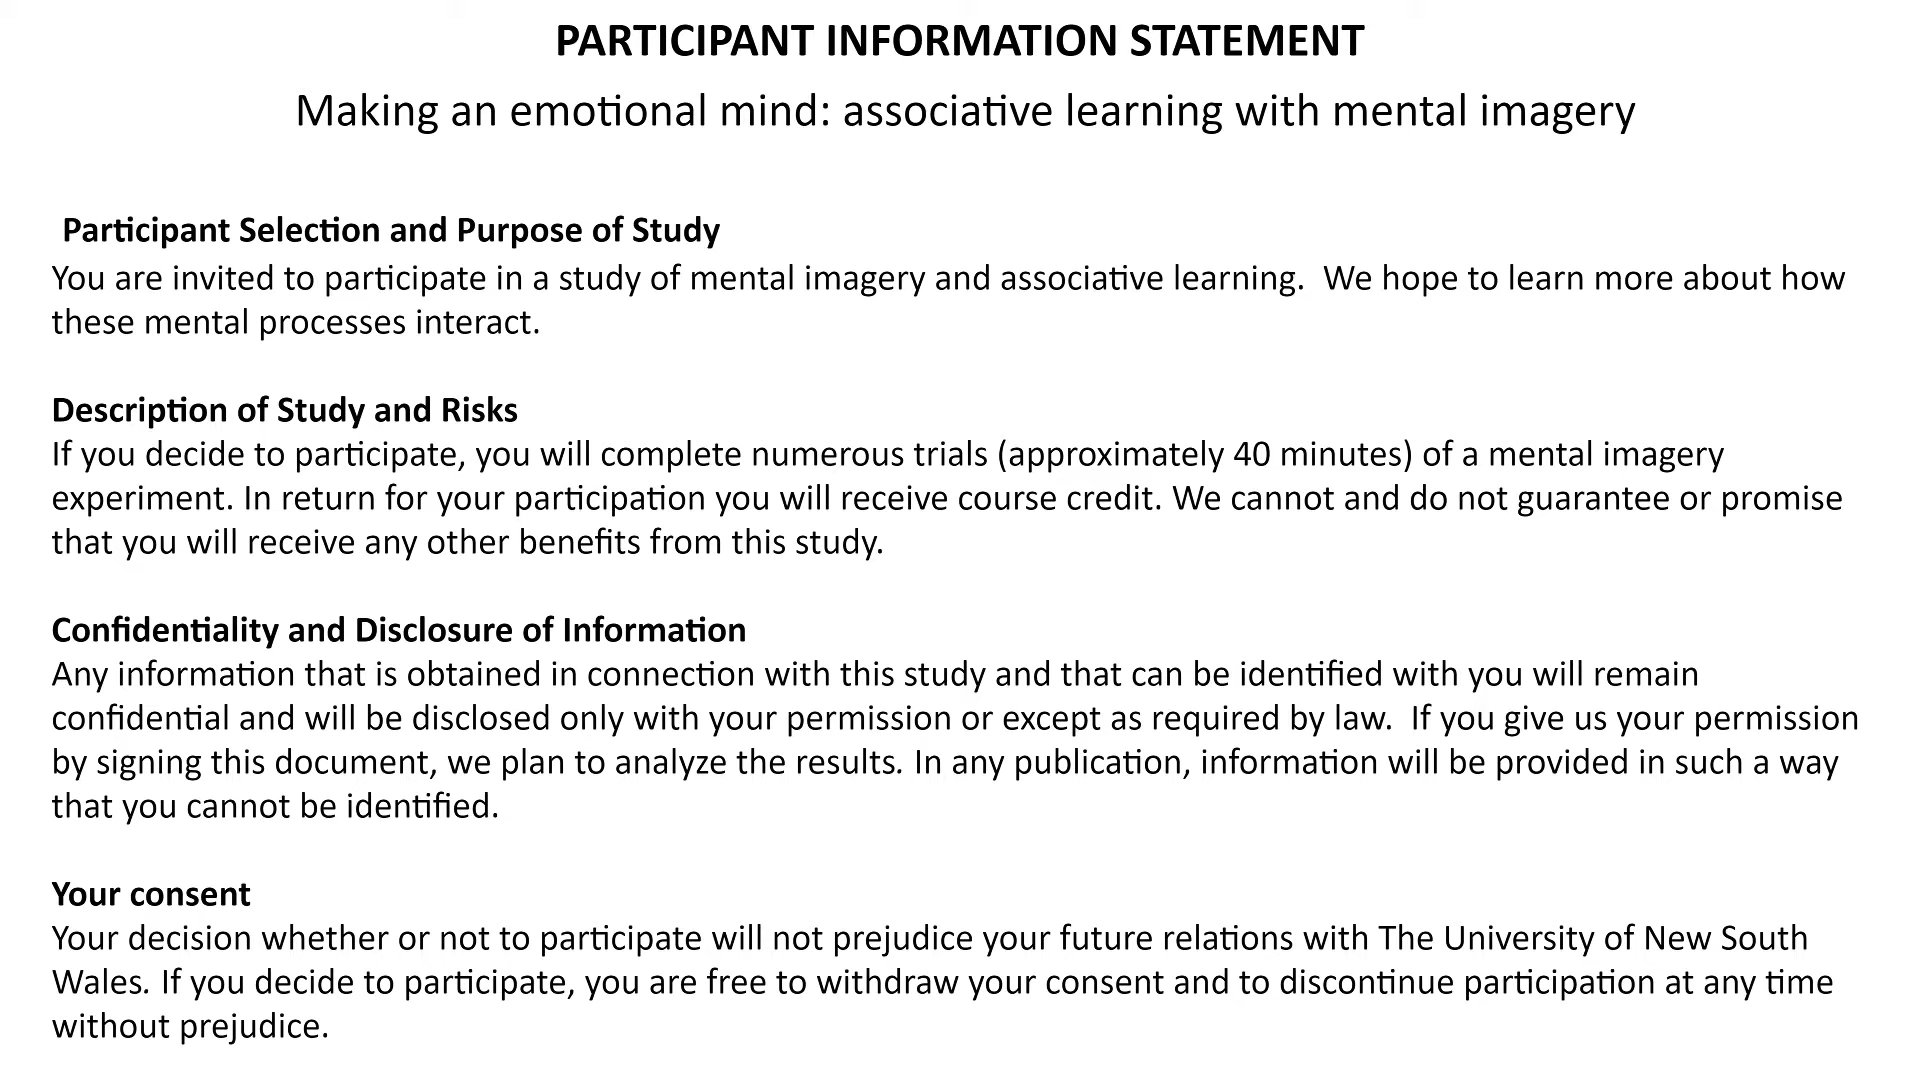 PARTICIPANT INFORMATION STATEMENT
Making an emotional mind: associative learning with mental imagery
Participant Selection and Purpose of Study
You are invited to participate in a study of mental imagery and associative learning.  We hope to learn more about how
these mental processes interact.
Description of Study and Risks
If you decide to participate, you will complete numerous trials (approximately 40 minutes) of a mental imagery
experiment. In return for your participation you will receive course credit. We cannot and do not guarantee or promise
that you will receive any other benefits from this study.
Confidentiality and Disclosure of Information
Any information that is obtained in connection with this study and that can be identified with you will remain
confidential and will be disclosed only with your permission or except as required by law.  If you give us your permission
by signing this document, we plan to analyze the results. In any publication, information will be provided in such a way
that you cannot be identified.
Your consent
Your decision whether or not to participate will not prejudice your future relations with The University of New South
Wales. If you decide to participate, you are free to withdraw your consent and to discontinue participation at any time
without prejudice.